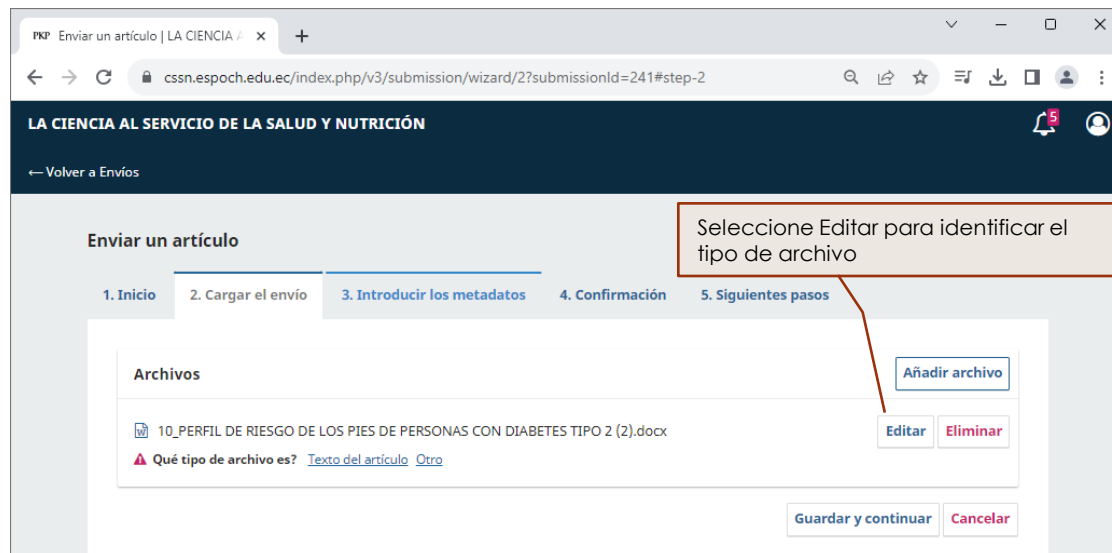 PKP Enviar un artículo | LA CIENCIA A
cssn.espoch.edu.ec/index.php/v3/submission/wizard/2?submissionId=241#step-2
LA CIENCIA AL SERVICIO DE LA SALUD Y NUTRICIÓN
5
← Volver a Envíos
Seleccione Editar para identificar el
tipo de archivo
Enviar un artículo
1. Inicio 2. Cargar el envío 3. Introducir los metadatos 4. Confirmación 5. Siguientes pasos
Archivos Añadir archivo
10_PERFIL DE RIESGO DE LOS PIES DE PERSONAS CON DIABETES TIPO 2 (2).docx Editar Eliminar
Qué tipo de archivo es? Texto del artículo Otro
Guardar y continuar Cancelar